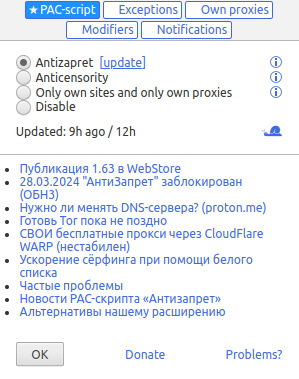 ★PAC-script Exceptions Own proxies
Modifiers Notifications
Antizapret [update]
Anticensority
Only own sites and only own proxies
Disable
Updated: 9h ago / 12h
Публикация 1.63 в WebStore
28.03.2024 "АнтиЗапрет" заблокирован
(ОБНЗ)
Нужно ли менять DNS-сервера? (proton.me)
Готовь Tor пока не поздно
СВОИ бесплатные прокси через CloudFlare
WARP (нестабилен)
Ускорение сёрфинга при помощи белого
списка
Частые проблемы
Новости PAC-скрипта «Антизапрет»
Альтернативы нашему расширению
OK Donate Problems?